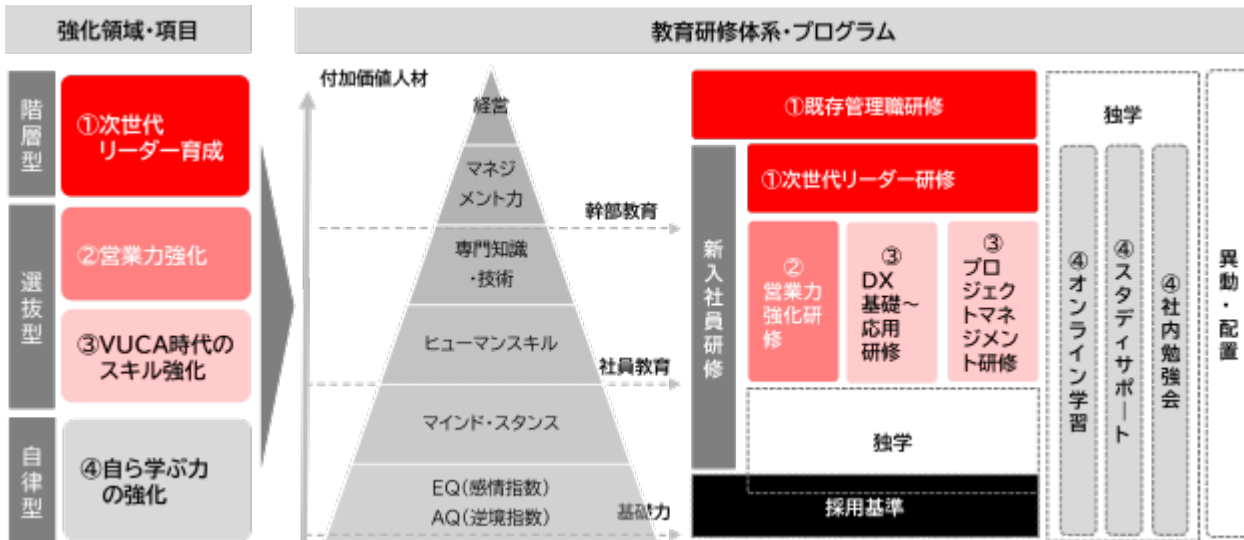 強化領域・項目
教育研修体系・プログラム
階層型
①次世代
リーダー育成
選抜型
②営業力強化
③VUCA時代の
スキル強化
自律型
④自ら学ぶ力
の強化
付加価値人材
経営
マネジ
メント力
幹部教育
専門知識
・技術
ヒューマンスキル
社員教育
マインド・スタンス
EQ(感情指数)
AQ(逆境指数)
基礎力
①既存管理職研修
新入社員研修
①次世代リーダー研修
②
営業力
強化研
修
③
DX
基礎～
応用
研修
③
プロ
ジェク
トマネ
ジメン
ト研修
独学
採用基準
独学
④オンライン学習
④スタディサポート
④社内勉強会
異動・配置